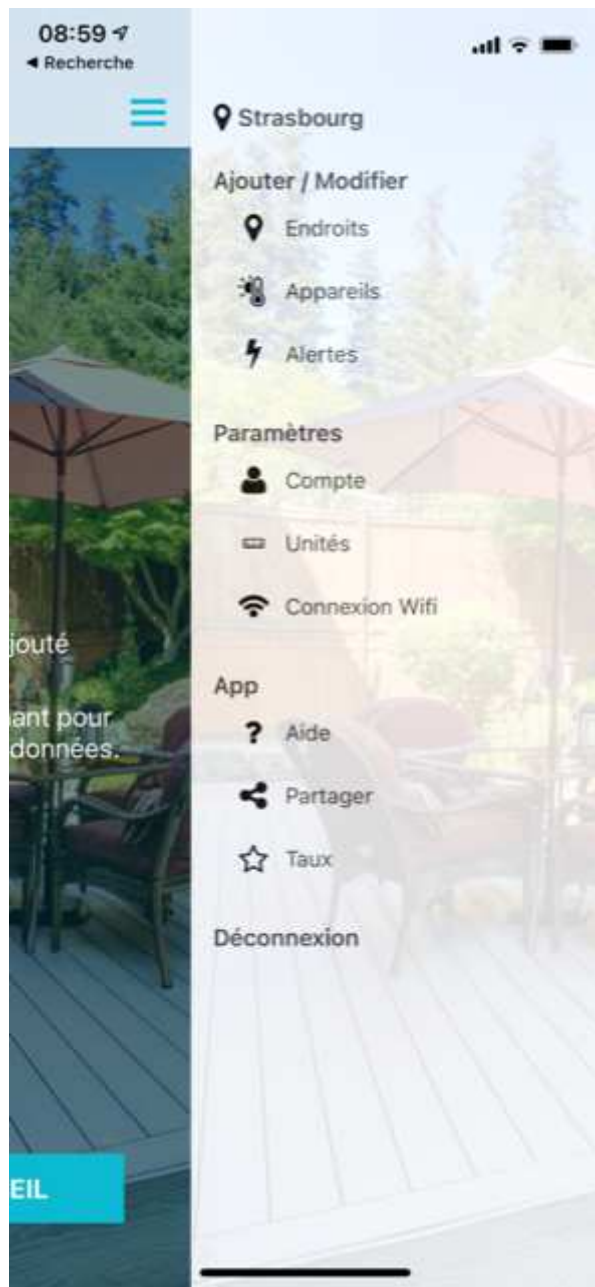 08:59
Recherche
Strasbourg
Ajouter / Modifier
Endroits
Appareils
Alertes
Paramètres
Compte
Unités
Connexion Wifi
jouté
ant pour
données.
App
Aide
Partager
Taux
Déconnexion
EIL